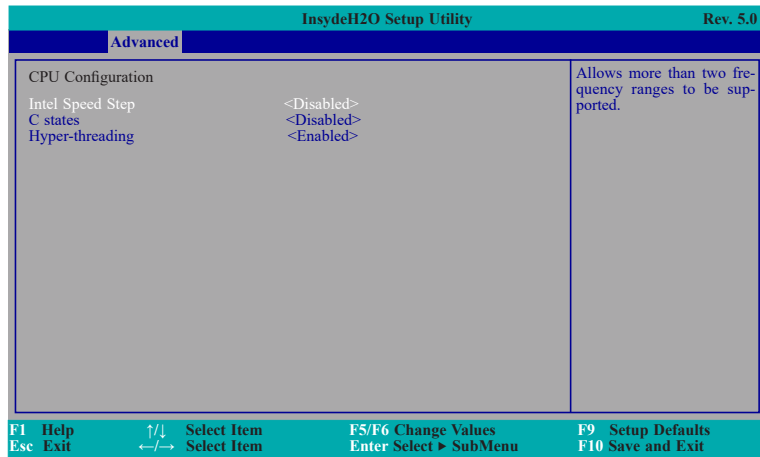 InsydeH2O Setup Utility Rev. 5.0
Advanced
CPU Configuration
Intel Speed Step <Disabled>
C states <Disabled>
Hyper-threading <Enabled>
Allows more than two fre-
quency ranges to be sup-
ported.
F1 Help ↑/↓ Select Item F5/F6 Change Values F9 Setup Defaults
Esc Exit ←/→ Select Item Enter Select ► SubMenu F10 Save and Exit